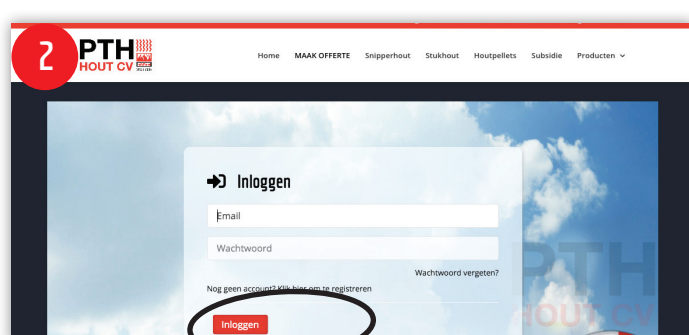 2
PTH
HOUT CV
Home MAAK OFFERTE Snipperhout Stukhout Houtpellets Subsidie Producten
Inloggen
Email
Wachtwoord
Wachtwoord vergeten?
Nog geen account? Klik hier om te registreren
Inloggen
PTH
HOUT CV